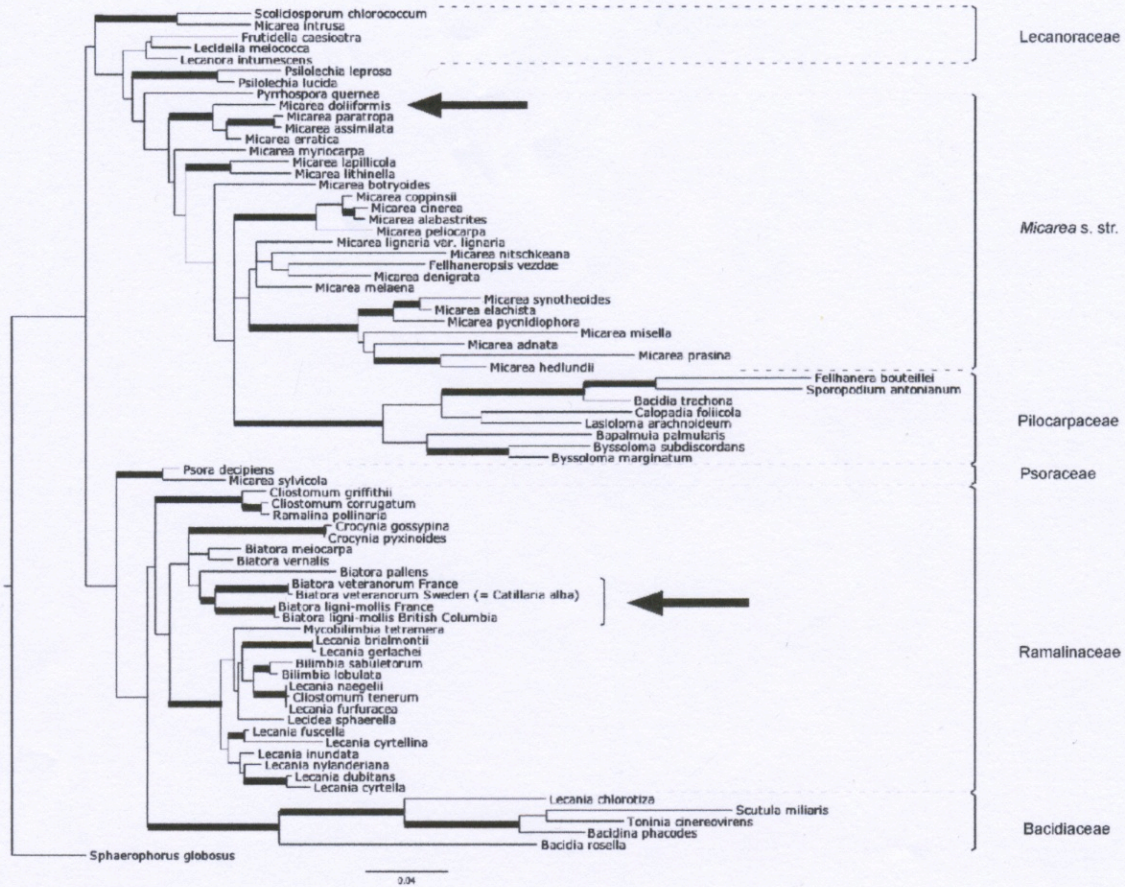 Scoliciosporum chlorococcum
Micarea intrusa
Lecanoraceae
Frutidella caesioatra
Lecidella meiococca
Lecanora intumescens
Psilolechia leprosa
Psilolechia lucida
Pyrrhospora quernea
Micarea doliiformis
Micarea paratropa
Micarea assimilata
Micarea erratica
Micarea myriocarpa
Micarea lapillicola
Micarea lithinella
Micarea botryoides
Micarea coppinsii
Micarea cinerea
Micarea alabastrites
Micarea peliocarpa
Micarea s. str.
Micarea lignaria var. lignaria
Micarea nitschkeana
Fellhaneropsis vezdae
Micarea denigrata
Micarea melaena
Micarea synotheoides
Micarea elachista
Micarea pycnidiophora
Micarea misella
Micarea adnata
Micarea prasina
Micarea hedlundii
Fellhanera bouteillei
Sporopodium antonianum
Bacidia trachona
Calopadia foliicola
Lasioloma arachnoideum
Pilocarpaceae
Bapalmuia palmularis
Byssoloma subdiscordans
Byssoloma marginatum
Psora decipiens
Psoraceae
Micarea sylvicola
Cliostomum griffithii
Cliostomum corrugatum
Ramalina pollinaria
Crocynia gossypina
Crocynia pyxinoides
Biatora meiocarpa
Biatora vernalis
Biatora pallens
Biatora veteranorum France
Biatora veteranorum Sweden (= Catillaria alba)
Biatora ligni-mollis France
Biatora ligni-mollis British Columbia
Mycobilimbia tetramera
Lecania brialmontii
Lecania gerlachei
Ramalinaceae
Bilimbia sabuletorum
Bilimbia lobulata
Lecania naegelii
Cliostomum tenerum
Lecania furfuracea
Lecidea sphaerella
Lecania fuscella
Lecania cyrtellina
Lecania inundata
Lecania nylanderiana
Lecania dubitans
Lecania cyrtella
Lecania chlorotiza
Scutula miliaris
Toninia cinereovirens
Bacidiaceae
Bacidina phacodes
Bacidia rosella
Sphaerophorus globosus
0.04